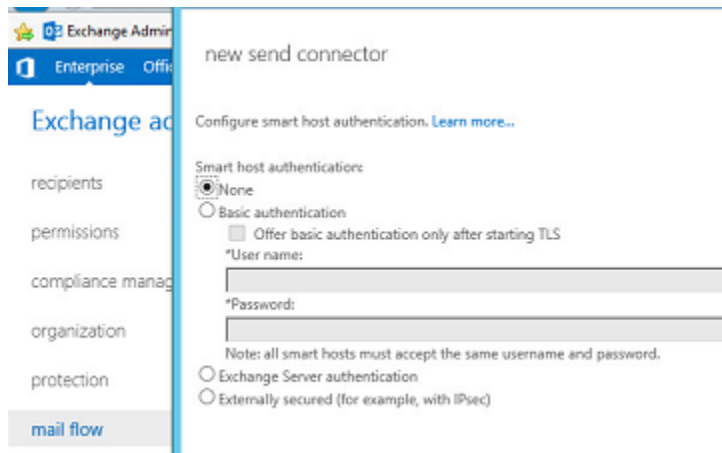 Exchange Admin
Enterprise Offi
Exchange ac
recipients
permissions
compliance manag
organization
protection
mail flow
new send connector
Configure smart host authentication. Learn more...
Smart host authentication:
None
Basic authentication
Offer basic authentication only after starting TLS
*User name:
*Password:
Note: all smart hosts must accept the same username and password.
Exchange Server authentication
Externally secured (for example, with IPsec)